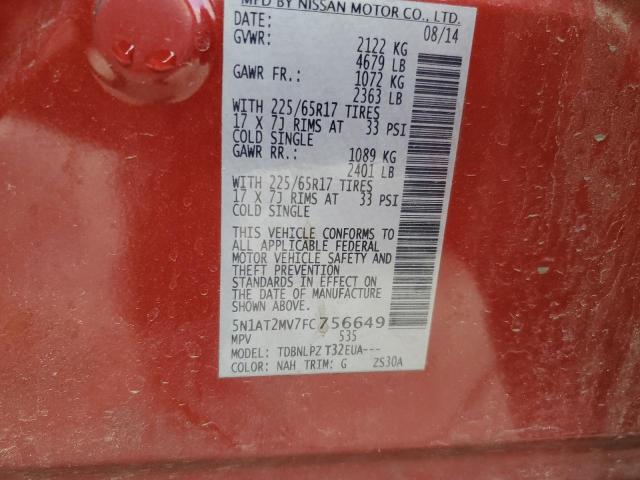 MFD BY NISSAN MOTOR CO., LTD.
DATE: 08/14
GVWR: 2122 KG
4679 LB
GAWR FR.: 1072 KG
2363 LB
WITH 225/65R17 TIRES
17 X 7J RIMS AT 33 PSI
COLD SINGLE
GAWR RR.: 1089 KG
2401 LB
WITH 225/65R17 TIRES
17 X 7J RIMS AT 33 PSI
COLD SINGLE
THIS VEHICLE CONFORMS TO
ALL APPLICABLE FEDERAL
MOTOR VEHICLE SAFETY AND
THEFT PREVENTION
STANDARDS IN EFFECT ON
THE DATE OF MANUFACTURE
SHOWN ABOVE
5N1AT2MV7FC756649
MPV 535
MODEL: TDBNLPZ T32EUA---
COLOR: NAH TRIM: G ZS30A